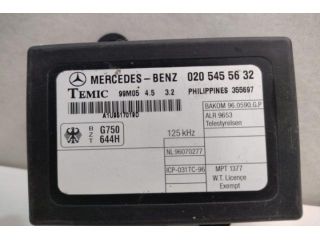 MERCEDES-BENZ 020 545 56 32
TEMIC 99M05 4.5 3.2 PHILIPPINES 355697
A1U9817019D
BAKOM 96.0590.G.P
ALR 9653
Telestyrelsen
B Z T G750 644H
125 kHz
NL 96070277
ICP-031TC-96
MPT 1377
W.T. Licence
Exempt